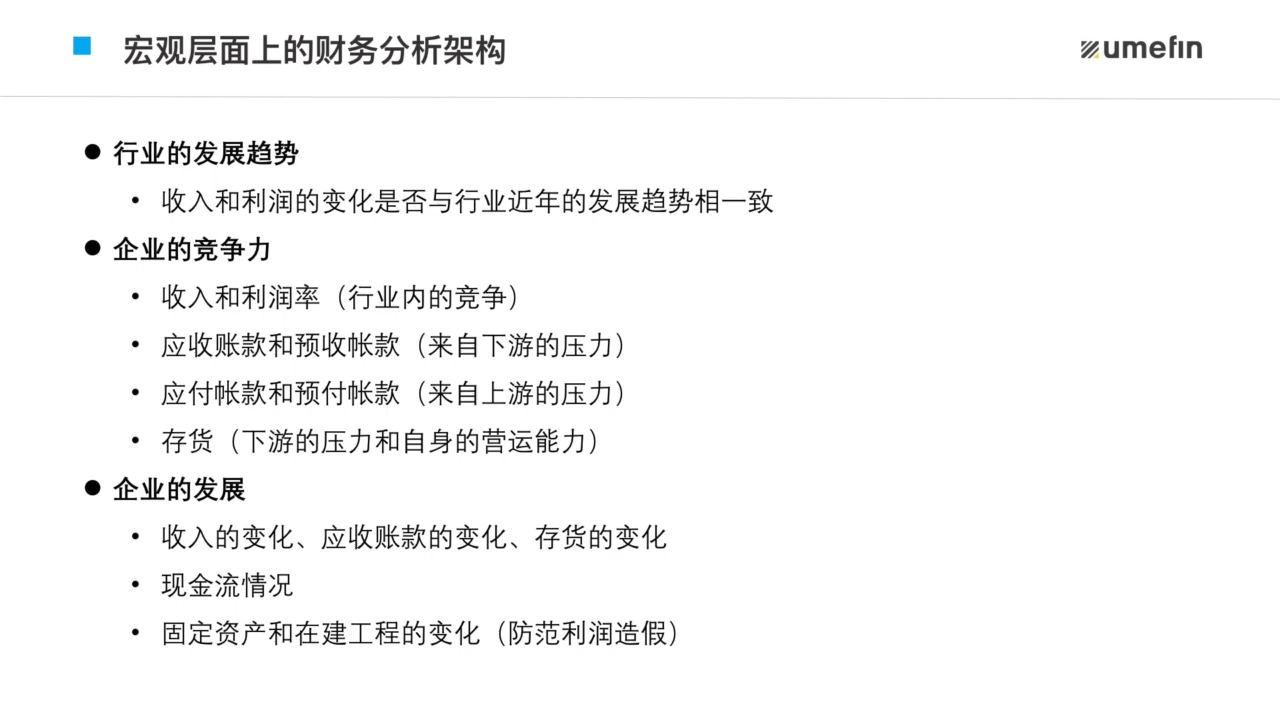 宏观层面上的财务分析架构
umefin
● 行业的发展趋势
• 收入和利润的变化是否与行业近年的发展趋势相一致
● 企业的竞争力
• 收入和利润率（行业内的竞争）
• 应收账款和预收帐款（来自下游的压力）
• 应付帐款和预付帐款（来自上游的压力）
• 存货（下游的压力和自身的营运能力）
● 企业的发展
• 收入的变化、应收账款的变化、存货的变化
• 现金流情况
• 固定资产和在建工程的变化（防范利润造假）